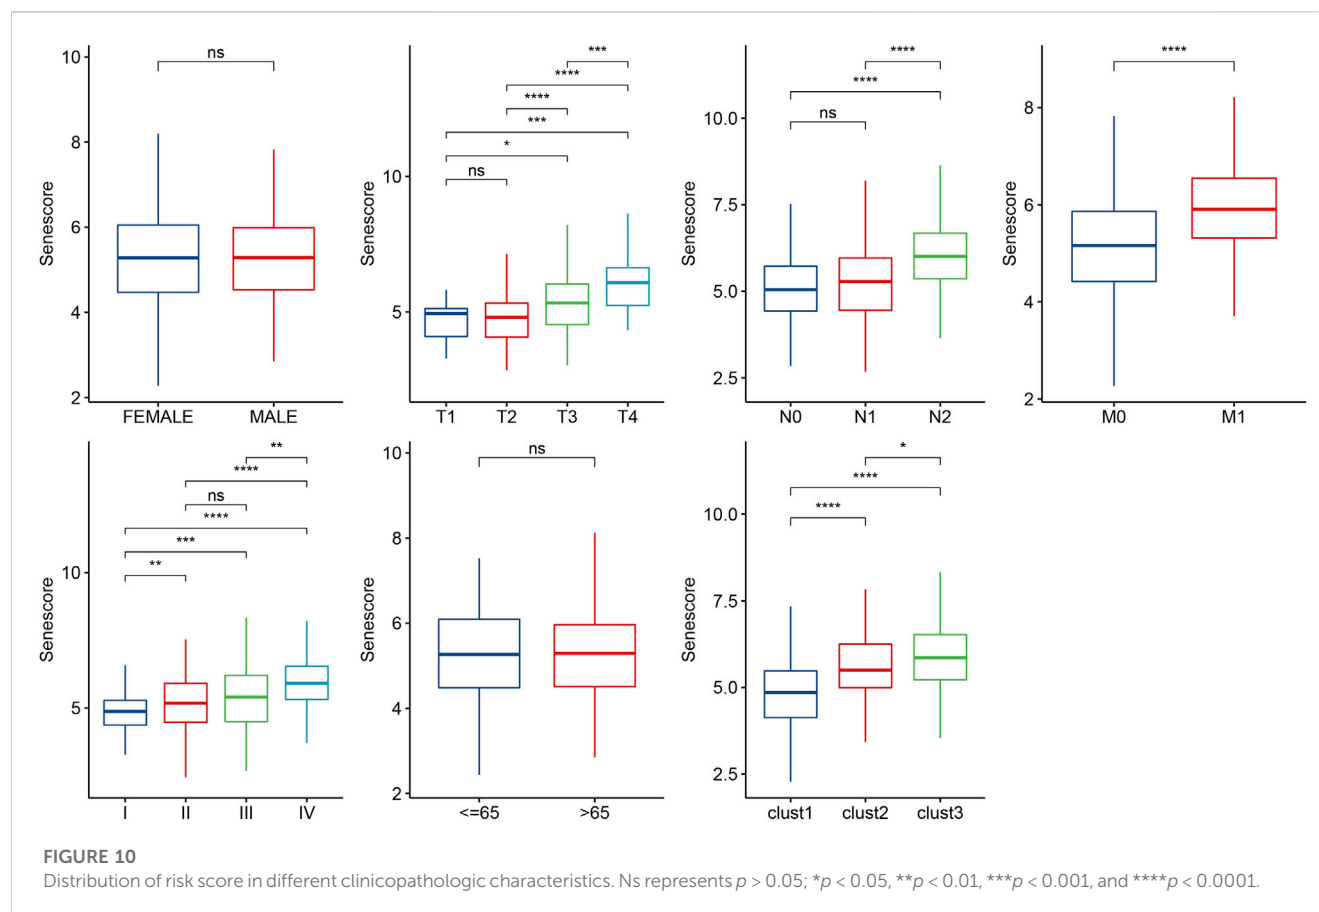 ns
10
8
6
4
2
Senescore
FEMALE MALE
***
****
****
***
*
ns
10
5
Senescore
T1 T2 T3 T4
****
****
ns
10.0
7.5
5.0
2.5
Senescore
N0 N1 N2
****
8
6
4
2
Senescore
M0 M1
**
****
ns
****
***
**
10
5
Senescore
I II III IV
ns
10
8
6
4
2
Senescore
<=65 >65
*
****
****
10.0
7.5
5.0
2.5
Senescore
clust1 clust2 clust3
FIGURE 10
Distribution of risk score in different clinicopathologic characteristics. Ns represents p > 0.05; *p < 0.05, **p < 0.01, ***p < 0.001, and ****p < 0.0001.